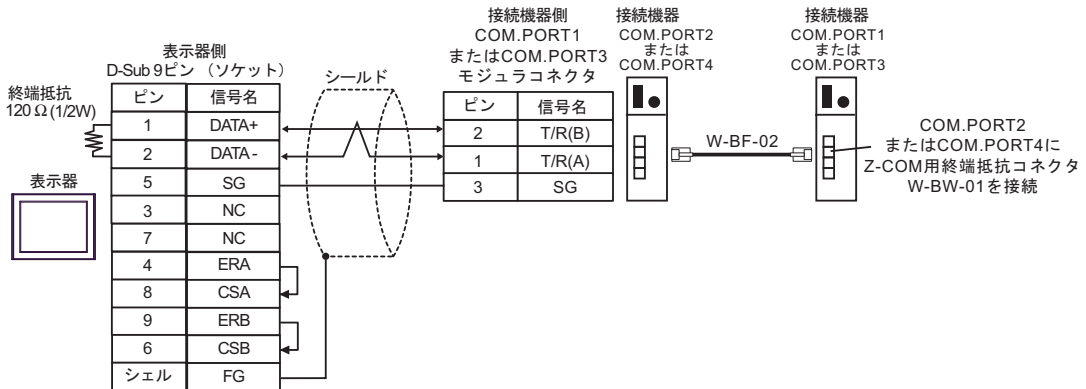 表示器側
D-Sub 9ピン （ソケット）
終端抵抗
120 Ω (1/2W)
表示器
ピン 信号名
1 DATA+
2 DATA-
5 SG
3 NC
7 NC
4 ERA
8 CSA
9 ERB
6 CSB
シェル FG
シールド
接続機器側
COM.PORT1
またはCOM.PORT3
モジュラコネクタ
ピン 信号名
2 T/R(B)
1 T/R(A)
3 SG
接続機器
COM.PORT2
または
COM.PORT4
W-BF-02
接続機器
COM.PORT1
または
COM.PORT3
COM.PORT2
またはCOM.PORT4に
Z-COM用終端抵抗コネクタ
W-BW-01を接続